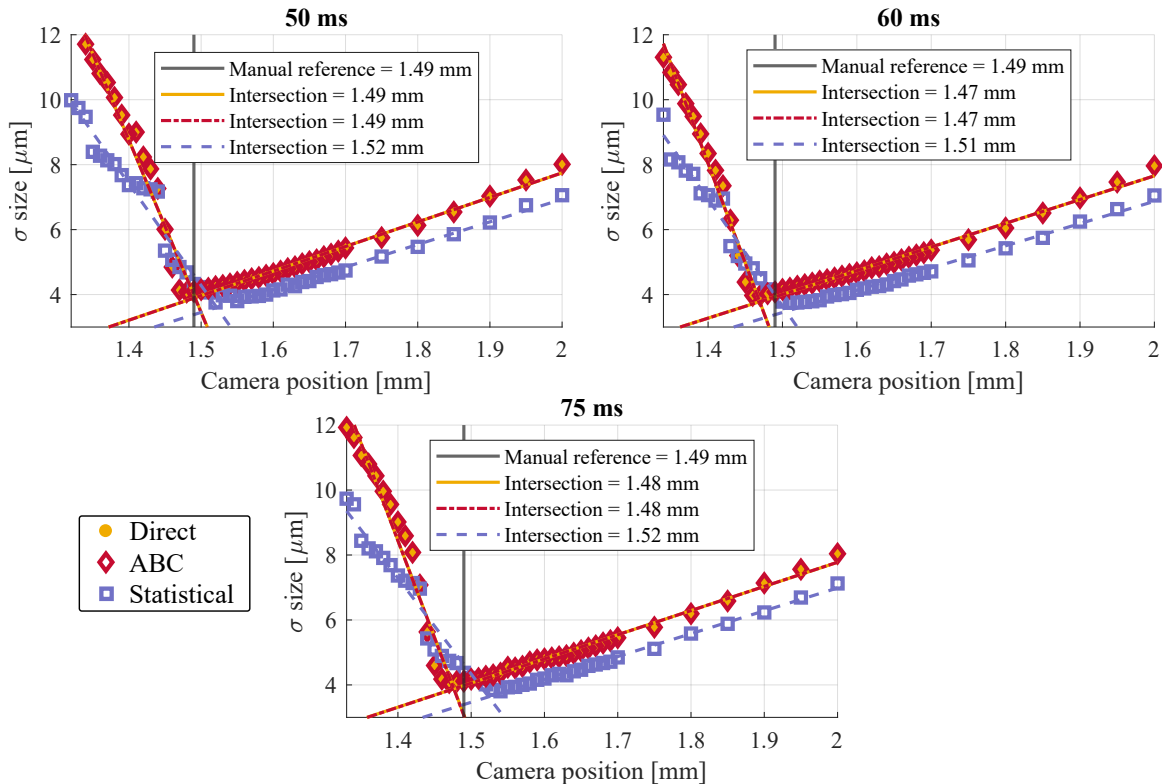 50 ms
12
10
8
6
4
σ size [μm]
Manual reference = 1.49 mm
Intersection = 1.49 mm
Intersection = 1.49 mm
Intersection = 1.52 mm
1.4 1.5 1.6 1.7 1.8 1.9 2
Camera position [mm]
60 ms
12
10
8
6
4
σ size [μm]
Manual reference = 1.49 mm
Intersection = 1.47 mm
Intersection = 1.47 mm
Intersection = 1.51 mm
1.4 1.5 1.6 1.7 1.8 1.9 2
Camera position [mm]
75 ms
12
10
8
6
4
σ size [μm]
Manual reference = 1.49 mm
Intersection = 1.48 mm
Intersection = 1.48 mm
Intersection = 1.52 mm
1.4 1.5 1.6 1.7 1.8 1.9 2
Camera position [mm]
Direct
ABC
Statistical